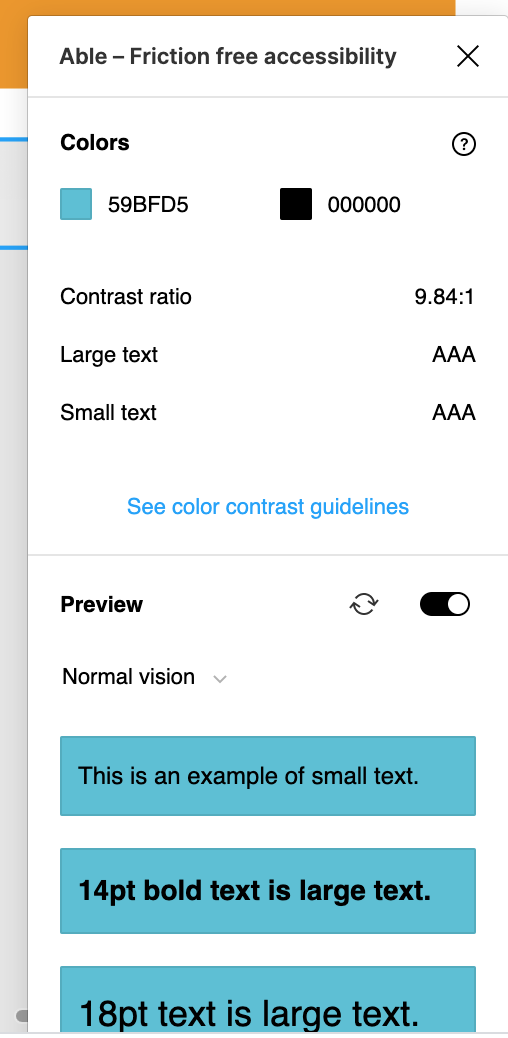 Able – Friction free accessibility
Colors
?
59BFD5 000000
Contrast ratio 9.84:1
Large text AAA
Small text AAA
See color contrast guidelines
Preview
Normal vision
This is an example of small text.
14pt bold text is large text.
18pt text is large text.